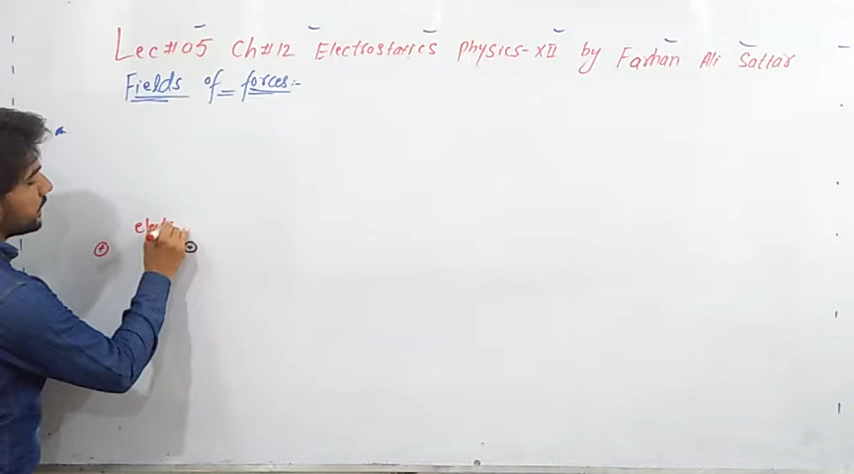 Lec#05 Ch#12 Electrostatics Physics-XII by Farhan Ali Sattar
Fields of forces:-
elect
+ +